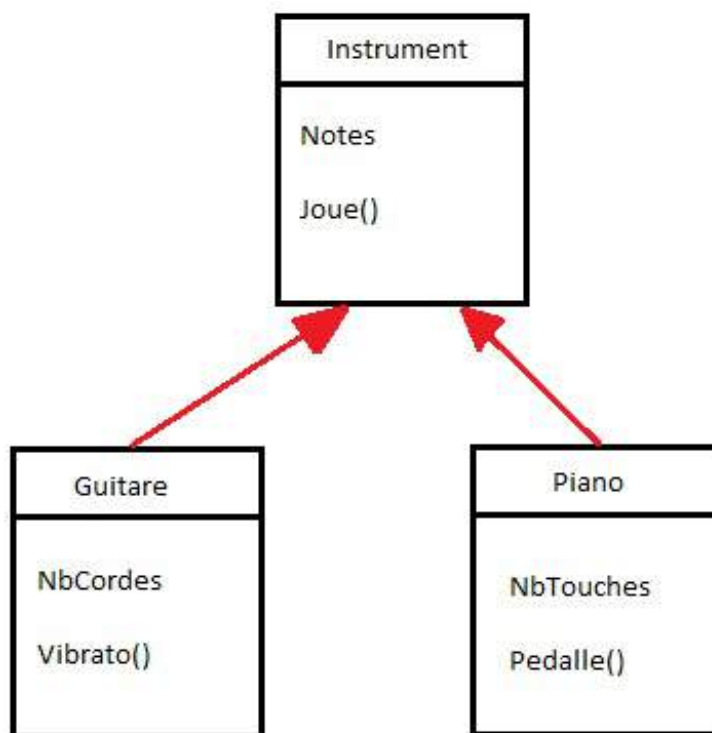 Instrument
Notes
Joue()
Guitare
NbCordes
Vibrato()
Piano
NbTouches
Pedalle()